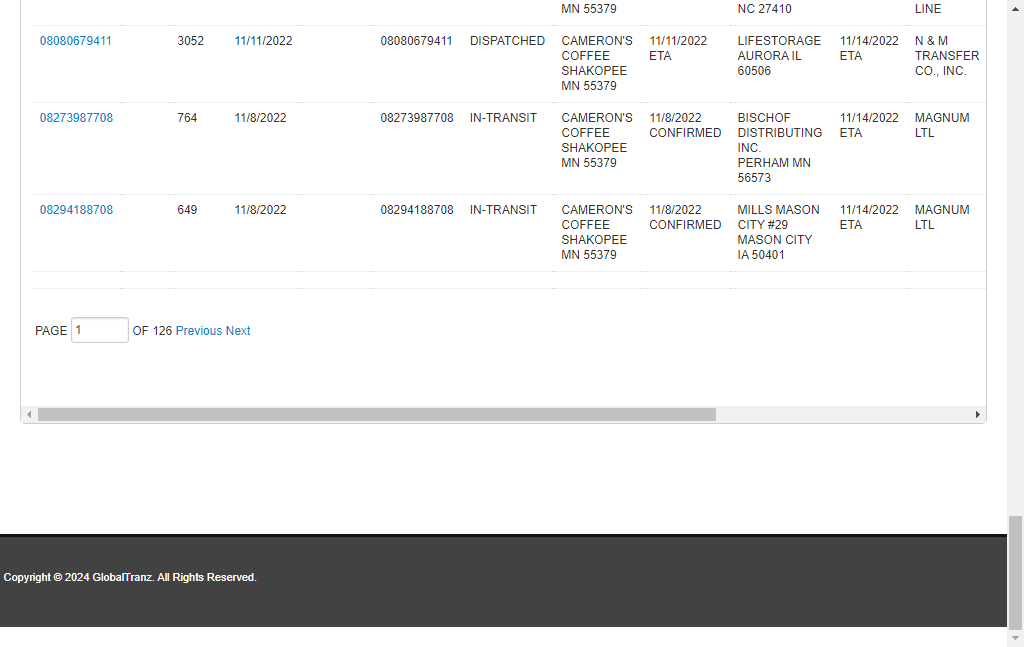 MN 55379 NC 27410 LINE
08080679411 3052 11/11/2022 08080679411 DISPATCHED CAMERON'S 11/11/2022 LIFESTORAGE 11/14/2022 N & M
COFFEE ETA AURORA IL ETA TRANSFER
SHAKOPEE 60506 CO., INC.
MN 55379
08273987708 764 11/8/2022 08273987708 IN-TRANSIT CAMERON'S 11/8/2022 BISCHOF 11/14/2022 MAGNUM
COFFEE CONFIRMED DISTRIBUTING ETA LTL
SHAKOPEE INC.
MN 55379 PERHAM MN
56573
08294188708 649 11/8/2022 08294188708 IN-TRANSIT CAMERON'S 11/8/2022 MILLS MASON 11/14/2022 MAGNUM
COFFEE CONFIRMED CITY #29 ETA LTL
SHAKOPEE MASON CITY
MN 55379 IA 50401
PAGE 1 OF 126 Previous Next
Copyright © 2024 GlobalTranz. All Rights Reserved.